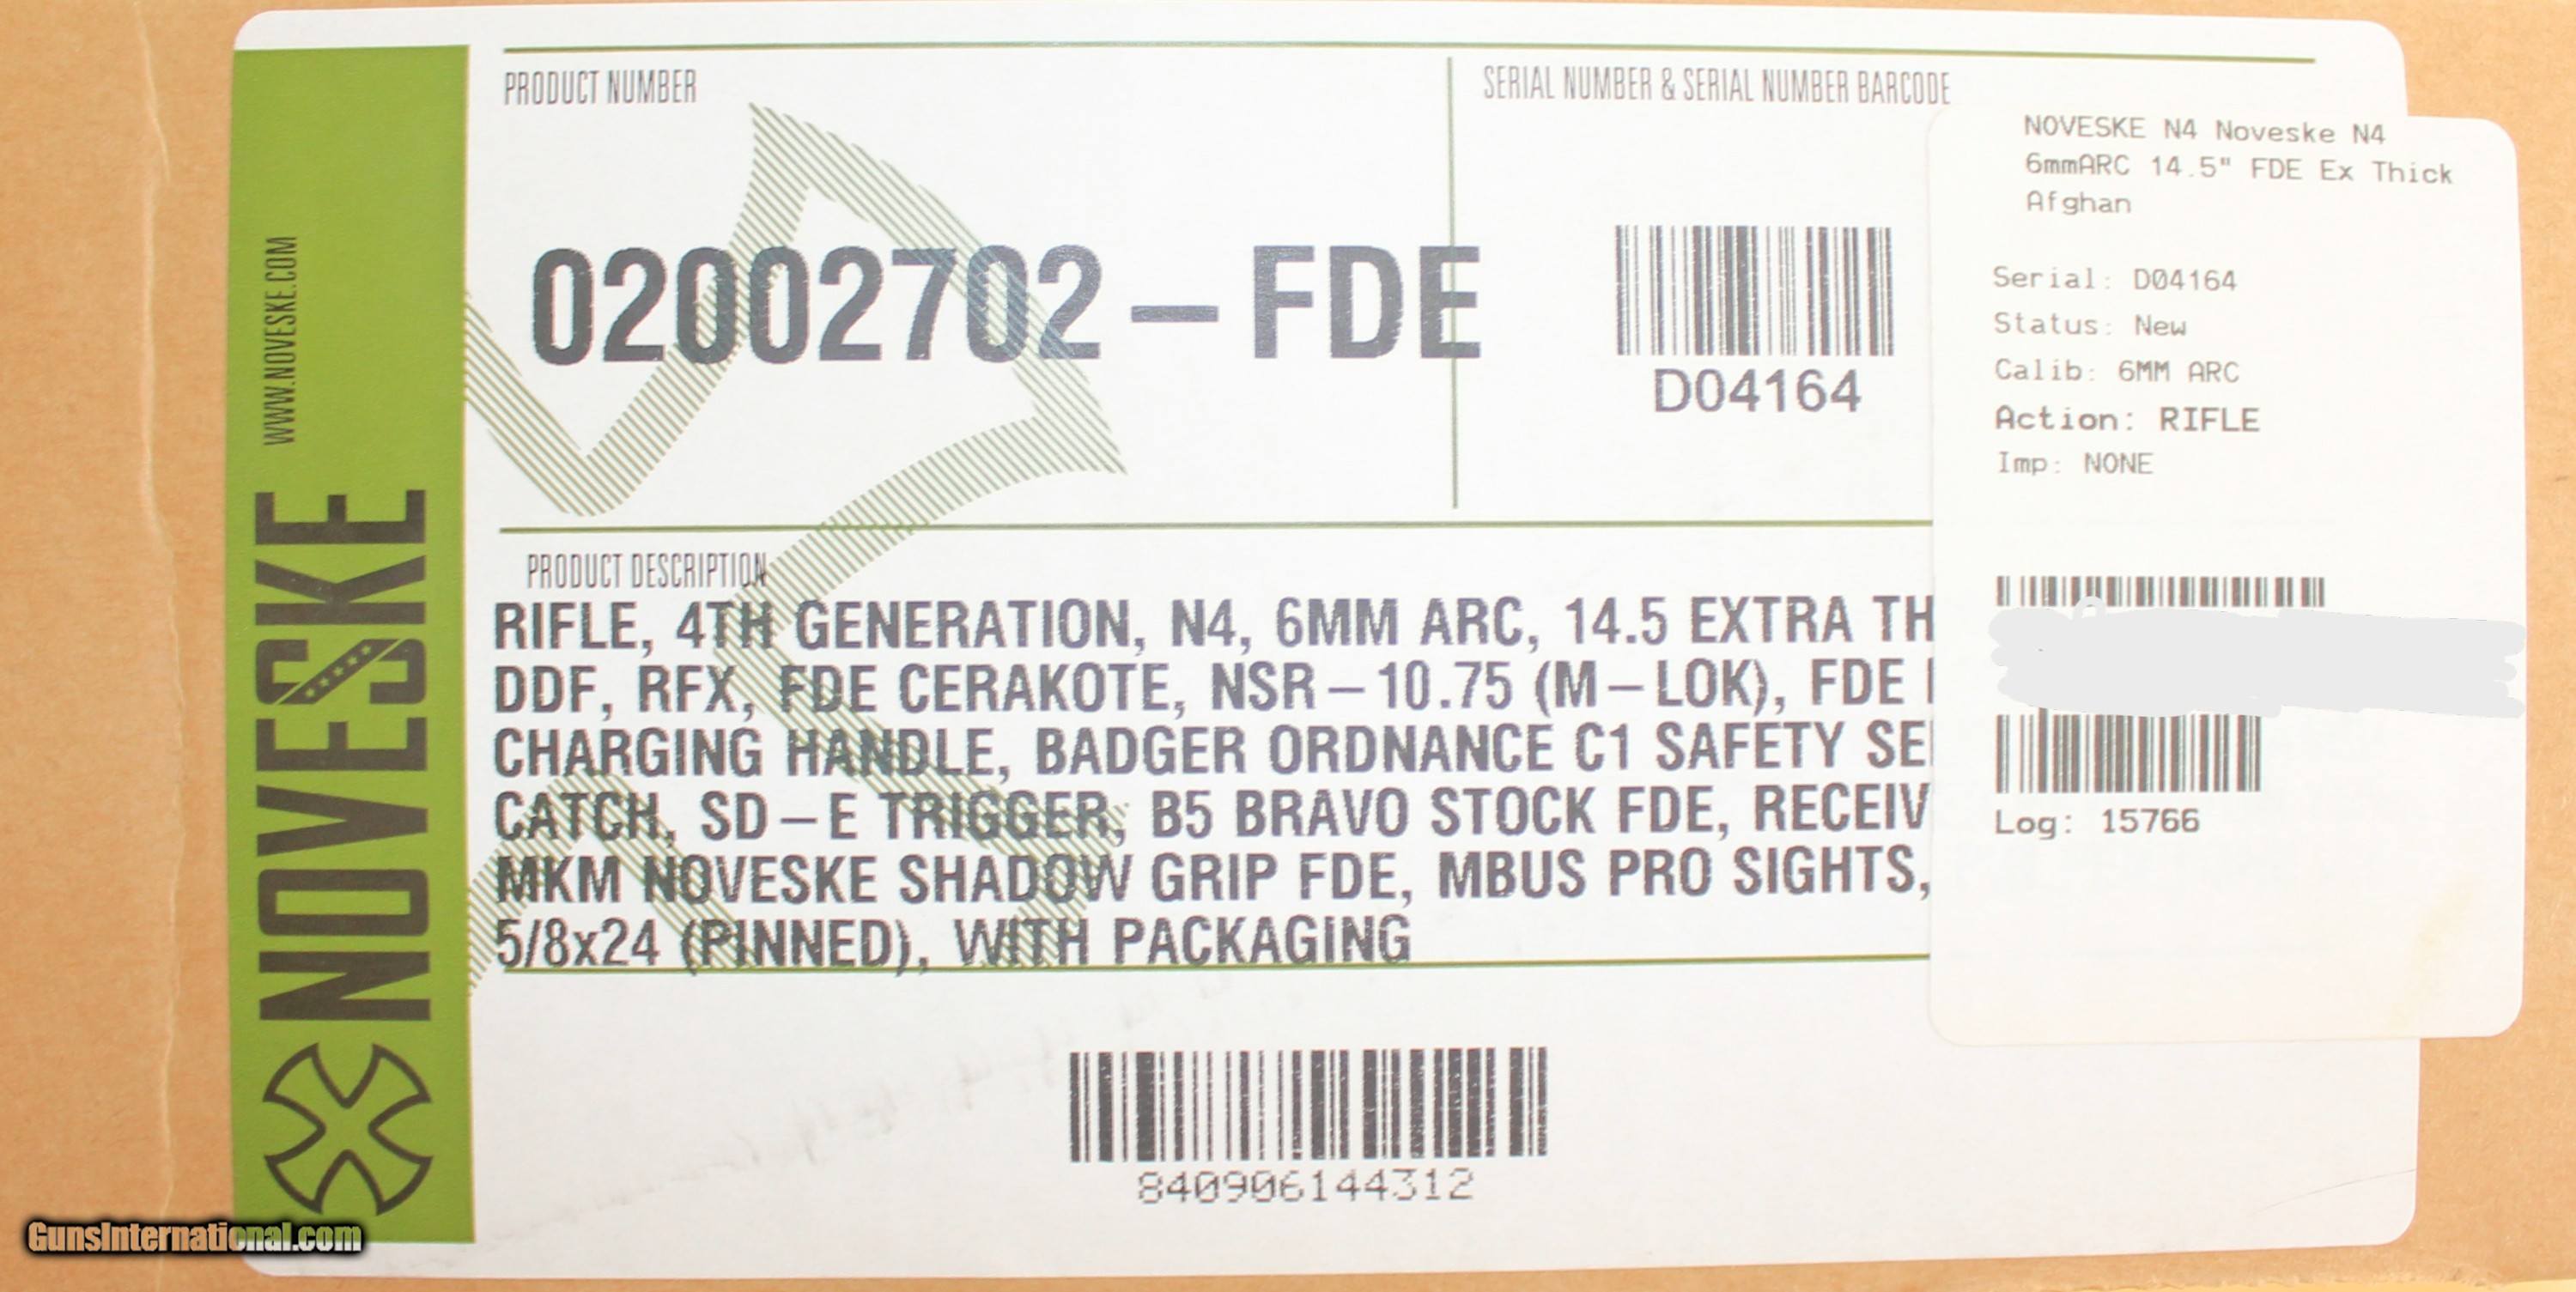 WWW.NOVESKE.COM
NOVESKE
PRODUCT NUMBER
02002702-FDE
SERIAL NUMBER & SERIAL NUMBER BARCODE
D04164
PRODUCT DESCRIPTION
RIFLE, 4TH GENERATION, N4, 6MM ARC, 14.5 EXTRA
DDF, RFX, FDE CERAKOTE, NSR-10.75 (M-LOK), FDE
CHARGING HANDLE, BADGER ORDNANCE C1 SAFETY
CATCH, SD-E TRIGGER, B5 BRAVO STOCK FDE,
MKM NOVESKE SHADOW GRIP FDE, MBUS PRO SIGHTS,
5/8x24 (PINNED), WITH PACKAGING
840906144312
NOVESKE N4 Noveske N4
6mmARC 14.5" FDE Ex Thick
Afghan
Serial: D04164
Status: New
Calib: 6MM ARC
Action: RIFLE
Imp: NONE
Log: 15766
GunsInternational.com